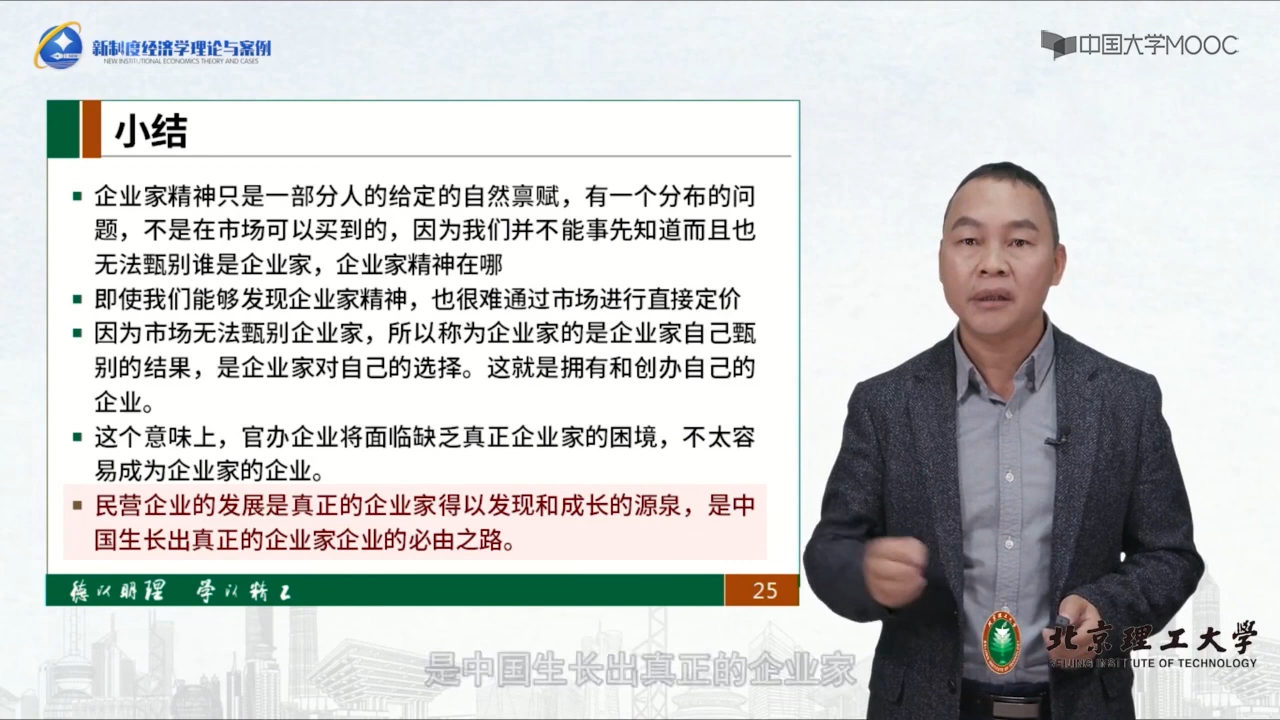 新制度经济学理论与案例
NEW INSTITUTIONAL ECONOMICS THEORY AND CASES
中国大学MOOC
小结
企业家精神只是一部分人的给定的自然禀赋，有一个分布的问
题，不是在市场可以买到的，因为我们并不能事先知道而且也
无法甄别谁是企业家，企业家精神在哪
即使我们能够发现企业家精神，也很难通过市场进行直接定价
因为市场无法甄别企业家，所以称为企业家的是企业家自己甄
别的结果，是企业家对自己的选择。这就是拥有和创办自己的
企业。
这个意味上，官办企业将面临缺乏真正企业家的困境，不太容
易成为企业家的企业。
民营企业的发展是真正的企业家得以发现和成长的源泉，是中
国生长出真正的企业家企业的必由之路。
德以明理 学以精工
25
北京理工大学
BEIJING INSTITUTE OF TECHNOLOGY
是中国生长出真正的企业家